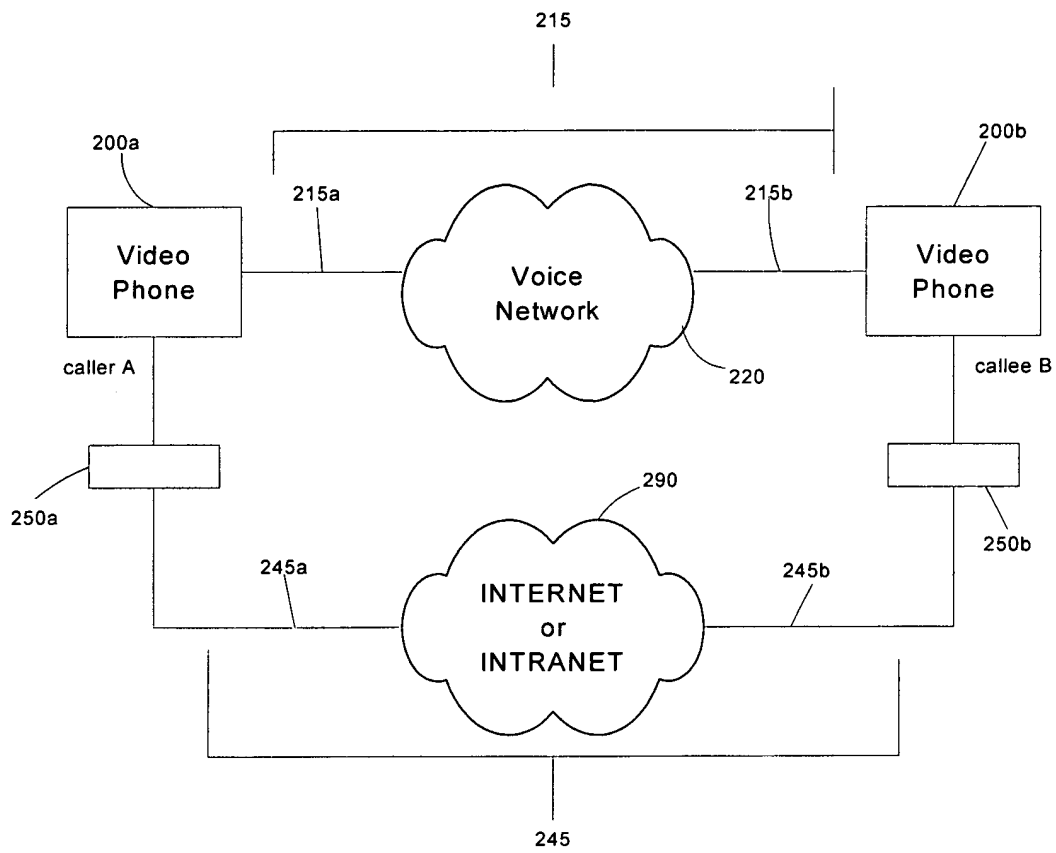 215
200a
200b
215a
215b
Video
Phone
Voice
Network
Video
Phone
caller A
220
callee B
250a
290
250b
245a
245b
INTERNET
or
INTRANET
245